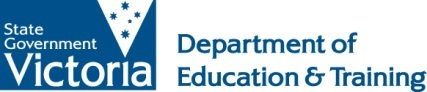 State
Government
Victoria
Department of
Education & Training